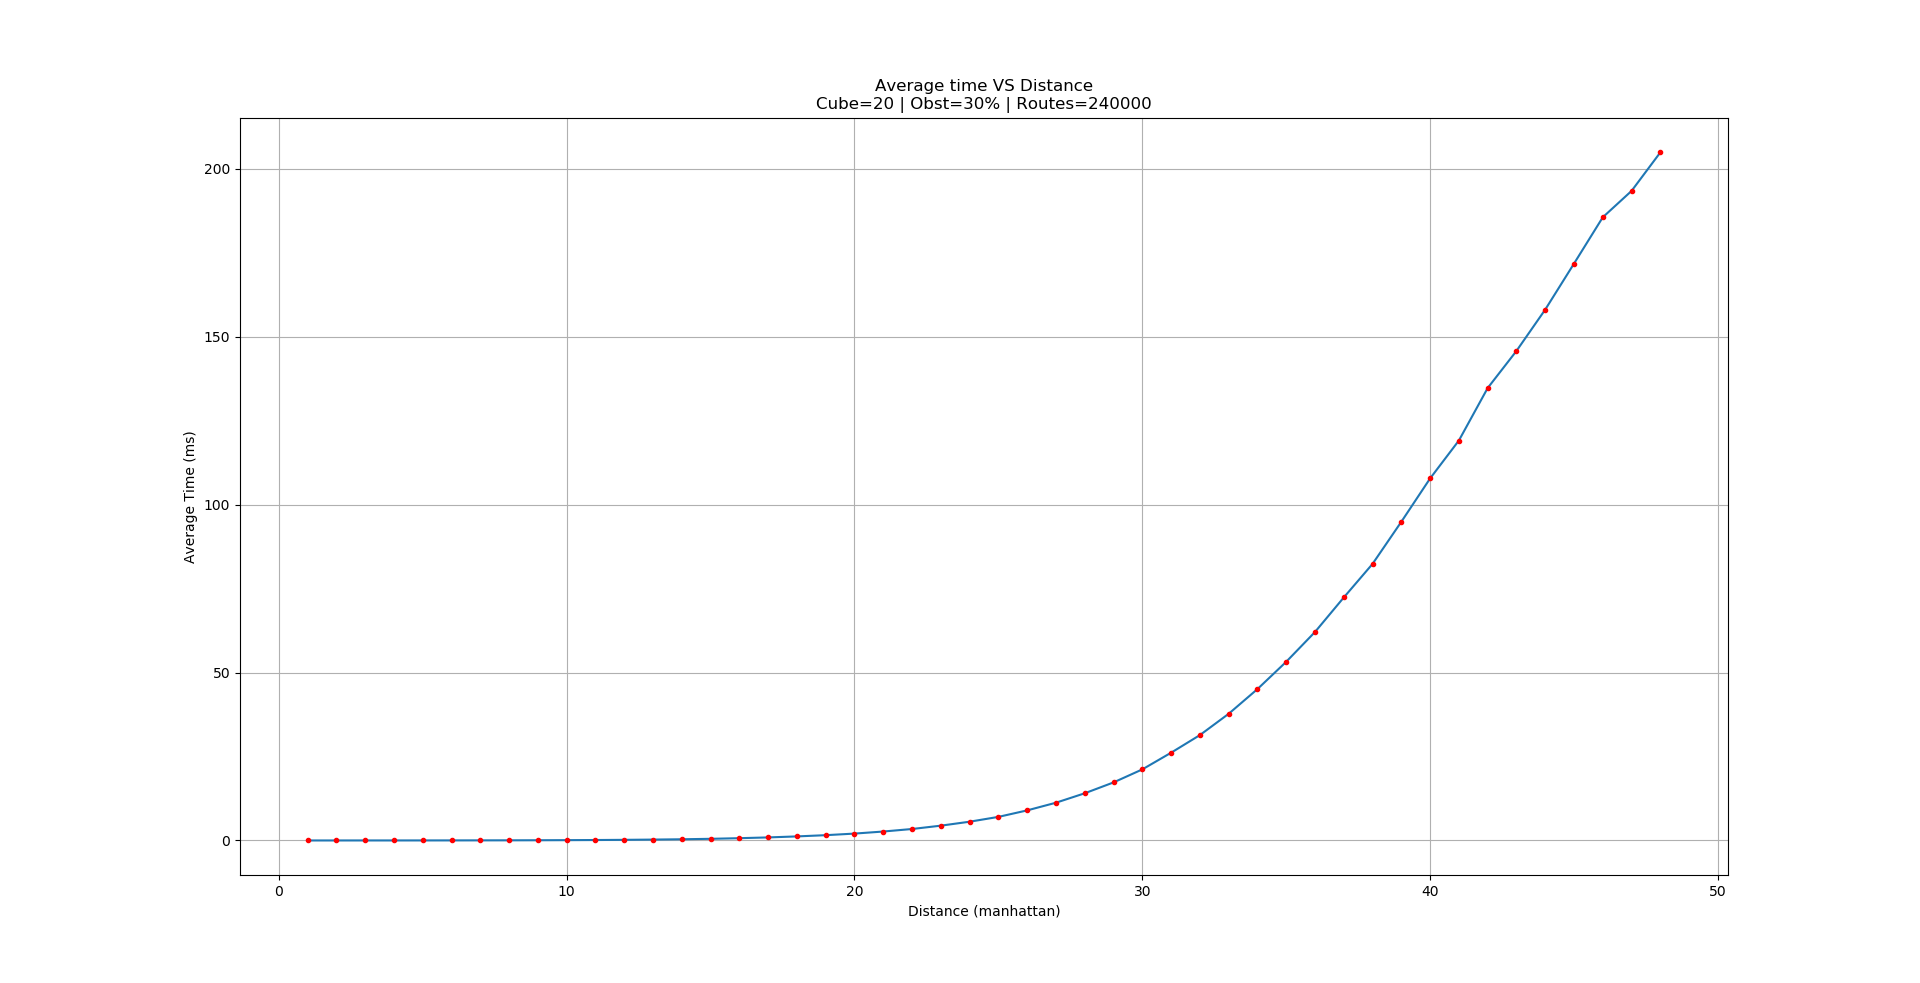 Average time VS Distance
Cube=20 | Obst=30% | Routes=240000
200
150
100
50
0
Average Time (ms)
0 10 20 30 40 50
Distance (manhattan)